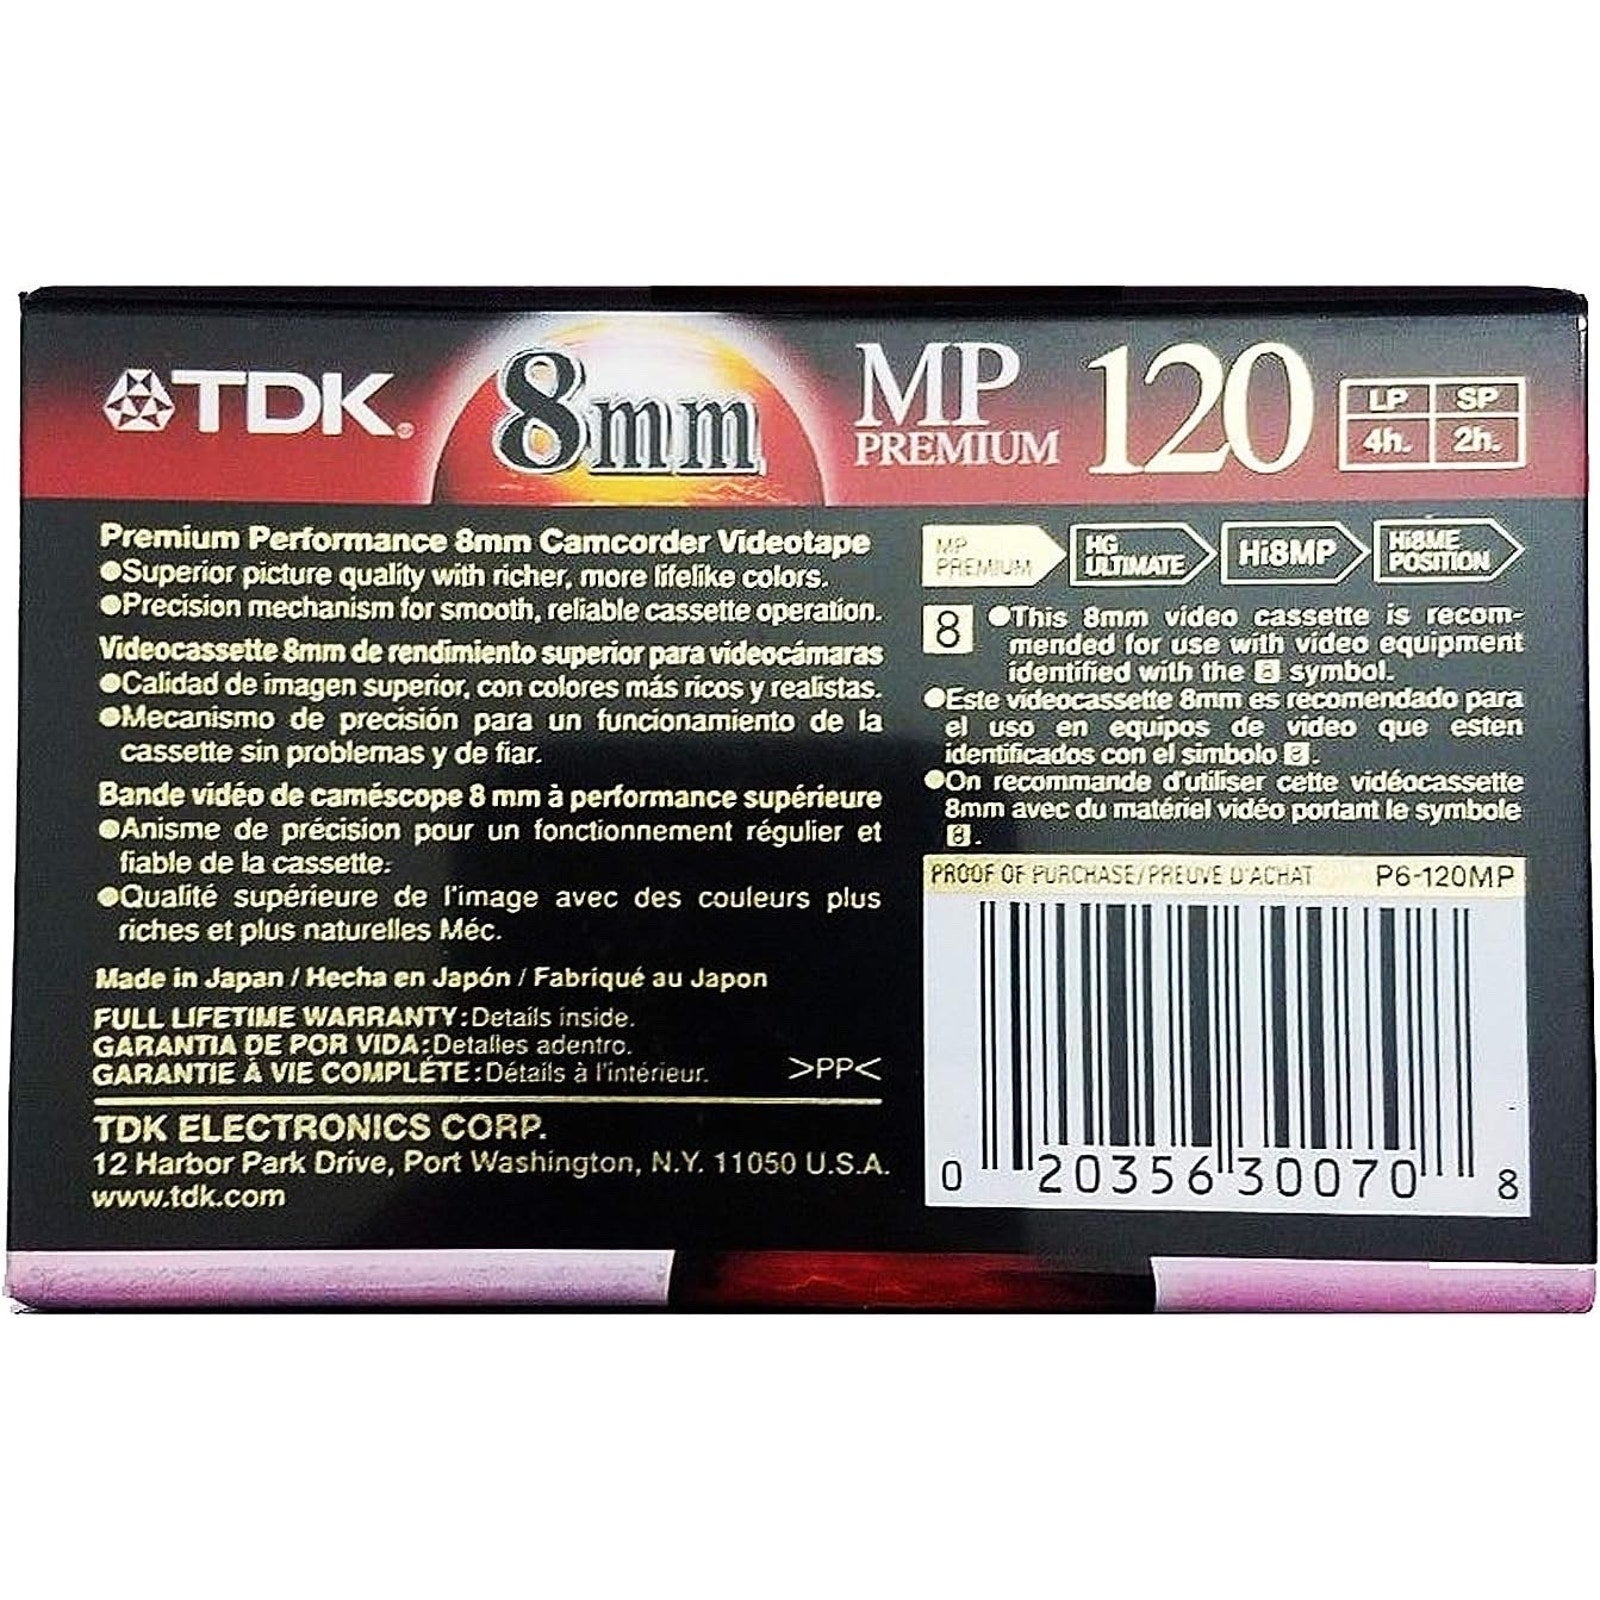 TDK®
8mm
MP
PREMIUM
120
LP SP
4h. 2h.
Premium Performance 8mm Camcorder Videotape
●Superior picture quality with richer, more lifelike colors.
●Precision mechanism for smooth, reliable cassette operation.
Videocassette 8mm de rendimiento superior para videocámaras
●Calidad de imagen superior, con colores más ricos y realistas.
●Mecanismo de precisión para un funcionamiento de la
cassette sin problemas y de fiar.
Bande vidéo de caméscope 8 mm à performance supérieure
●Anisme de précision pour un fonctionnement régulier et
fiable de la cassette.
●Qualité supérieure de l'image avec des couleurs plus
riches et plus naturelles Méc.
Made in Japan / Hecha en Japón / Fabriqué au Japon
FULL LIFETIME WARRANTY:Details inside.
GARANTIA DE POR VIDA:Detalles adentro.
GARANTIE À VIE COMPLÉTE:Détails à l'intérieur.
>PP<
TDK ELECTRONICS CORP.
12 Harbor Park Drive, Port Washington, N.Y. 11050 U.S.A.
www.tdk.com
MP
PREMIUM
HG
ULTIMATE
Hi8MP
Hi8ME
POSITION
8
●This 8mm video cassette is recom-
mended for use with video equipment
identified with the 8 symbol.
●Este videocassette 8mm es recomendado para
el uso en equipos de video que esten
identificados con el simbolo 8.
●On recommande d'utiliser cette vidéocassette
8mm avec du matériel vidéo portant le symbole
8.
PROOF OF PURCHASE/PREUVE D'ACHAT P6-120MP
0 20356 30070 8